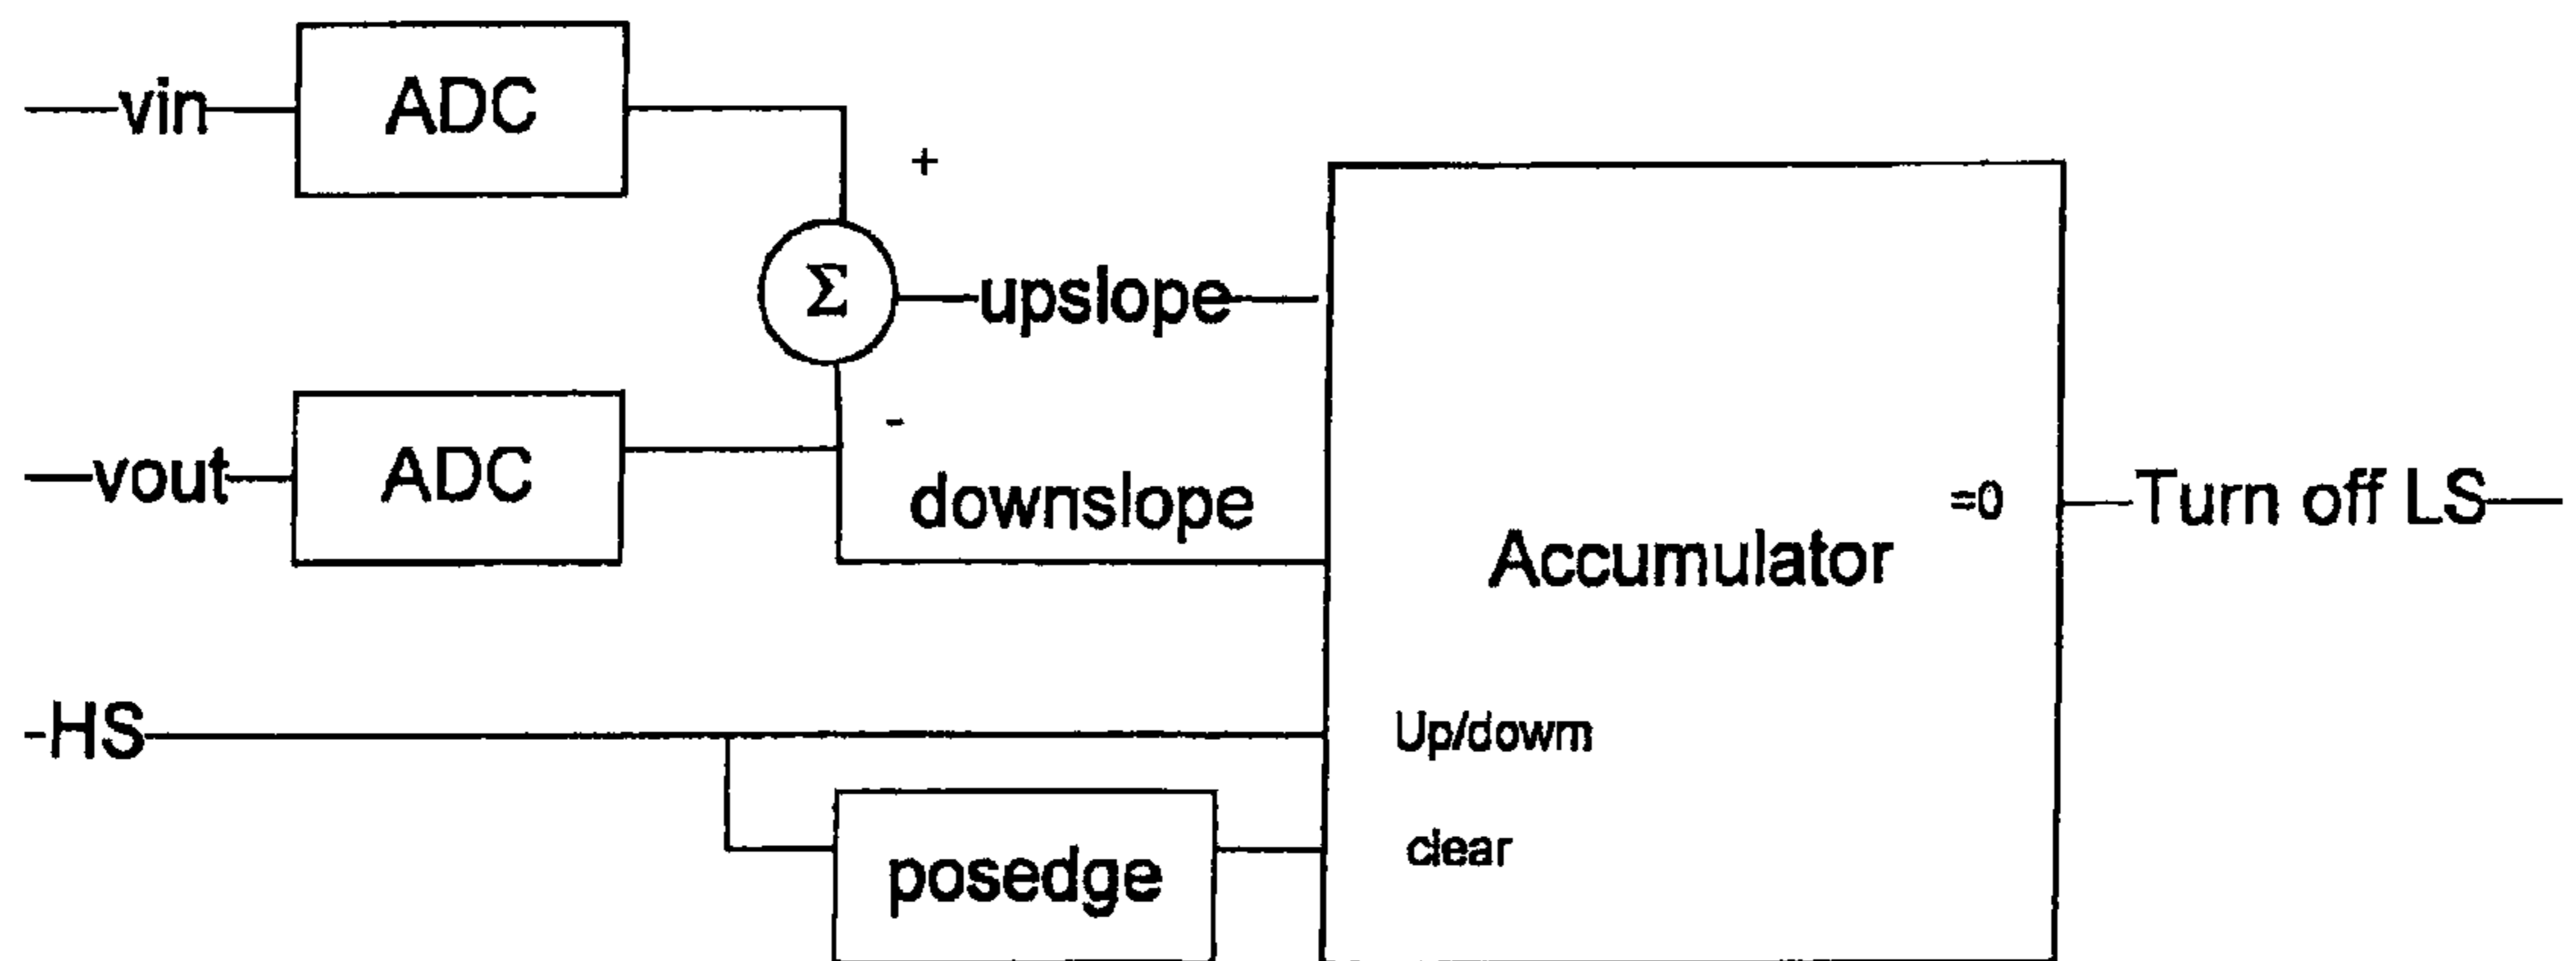 vin
ADC
+
Σ
upslope
-
vout
ADC
downslope
=0
Turn off LS
Accumulator
-HS
Up/dowm
clear
posedge